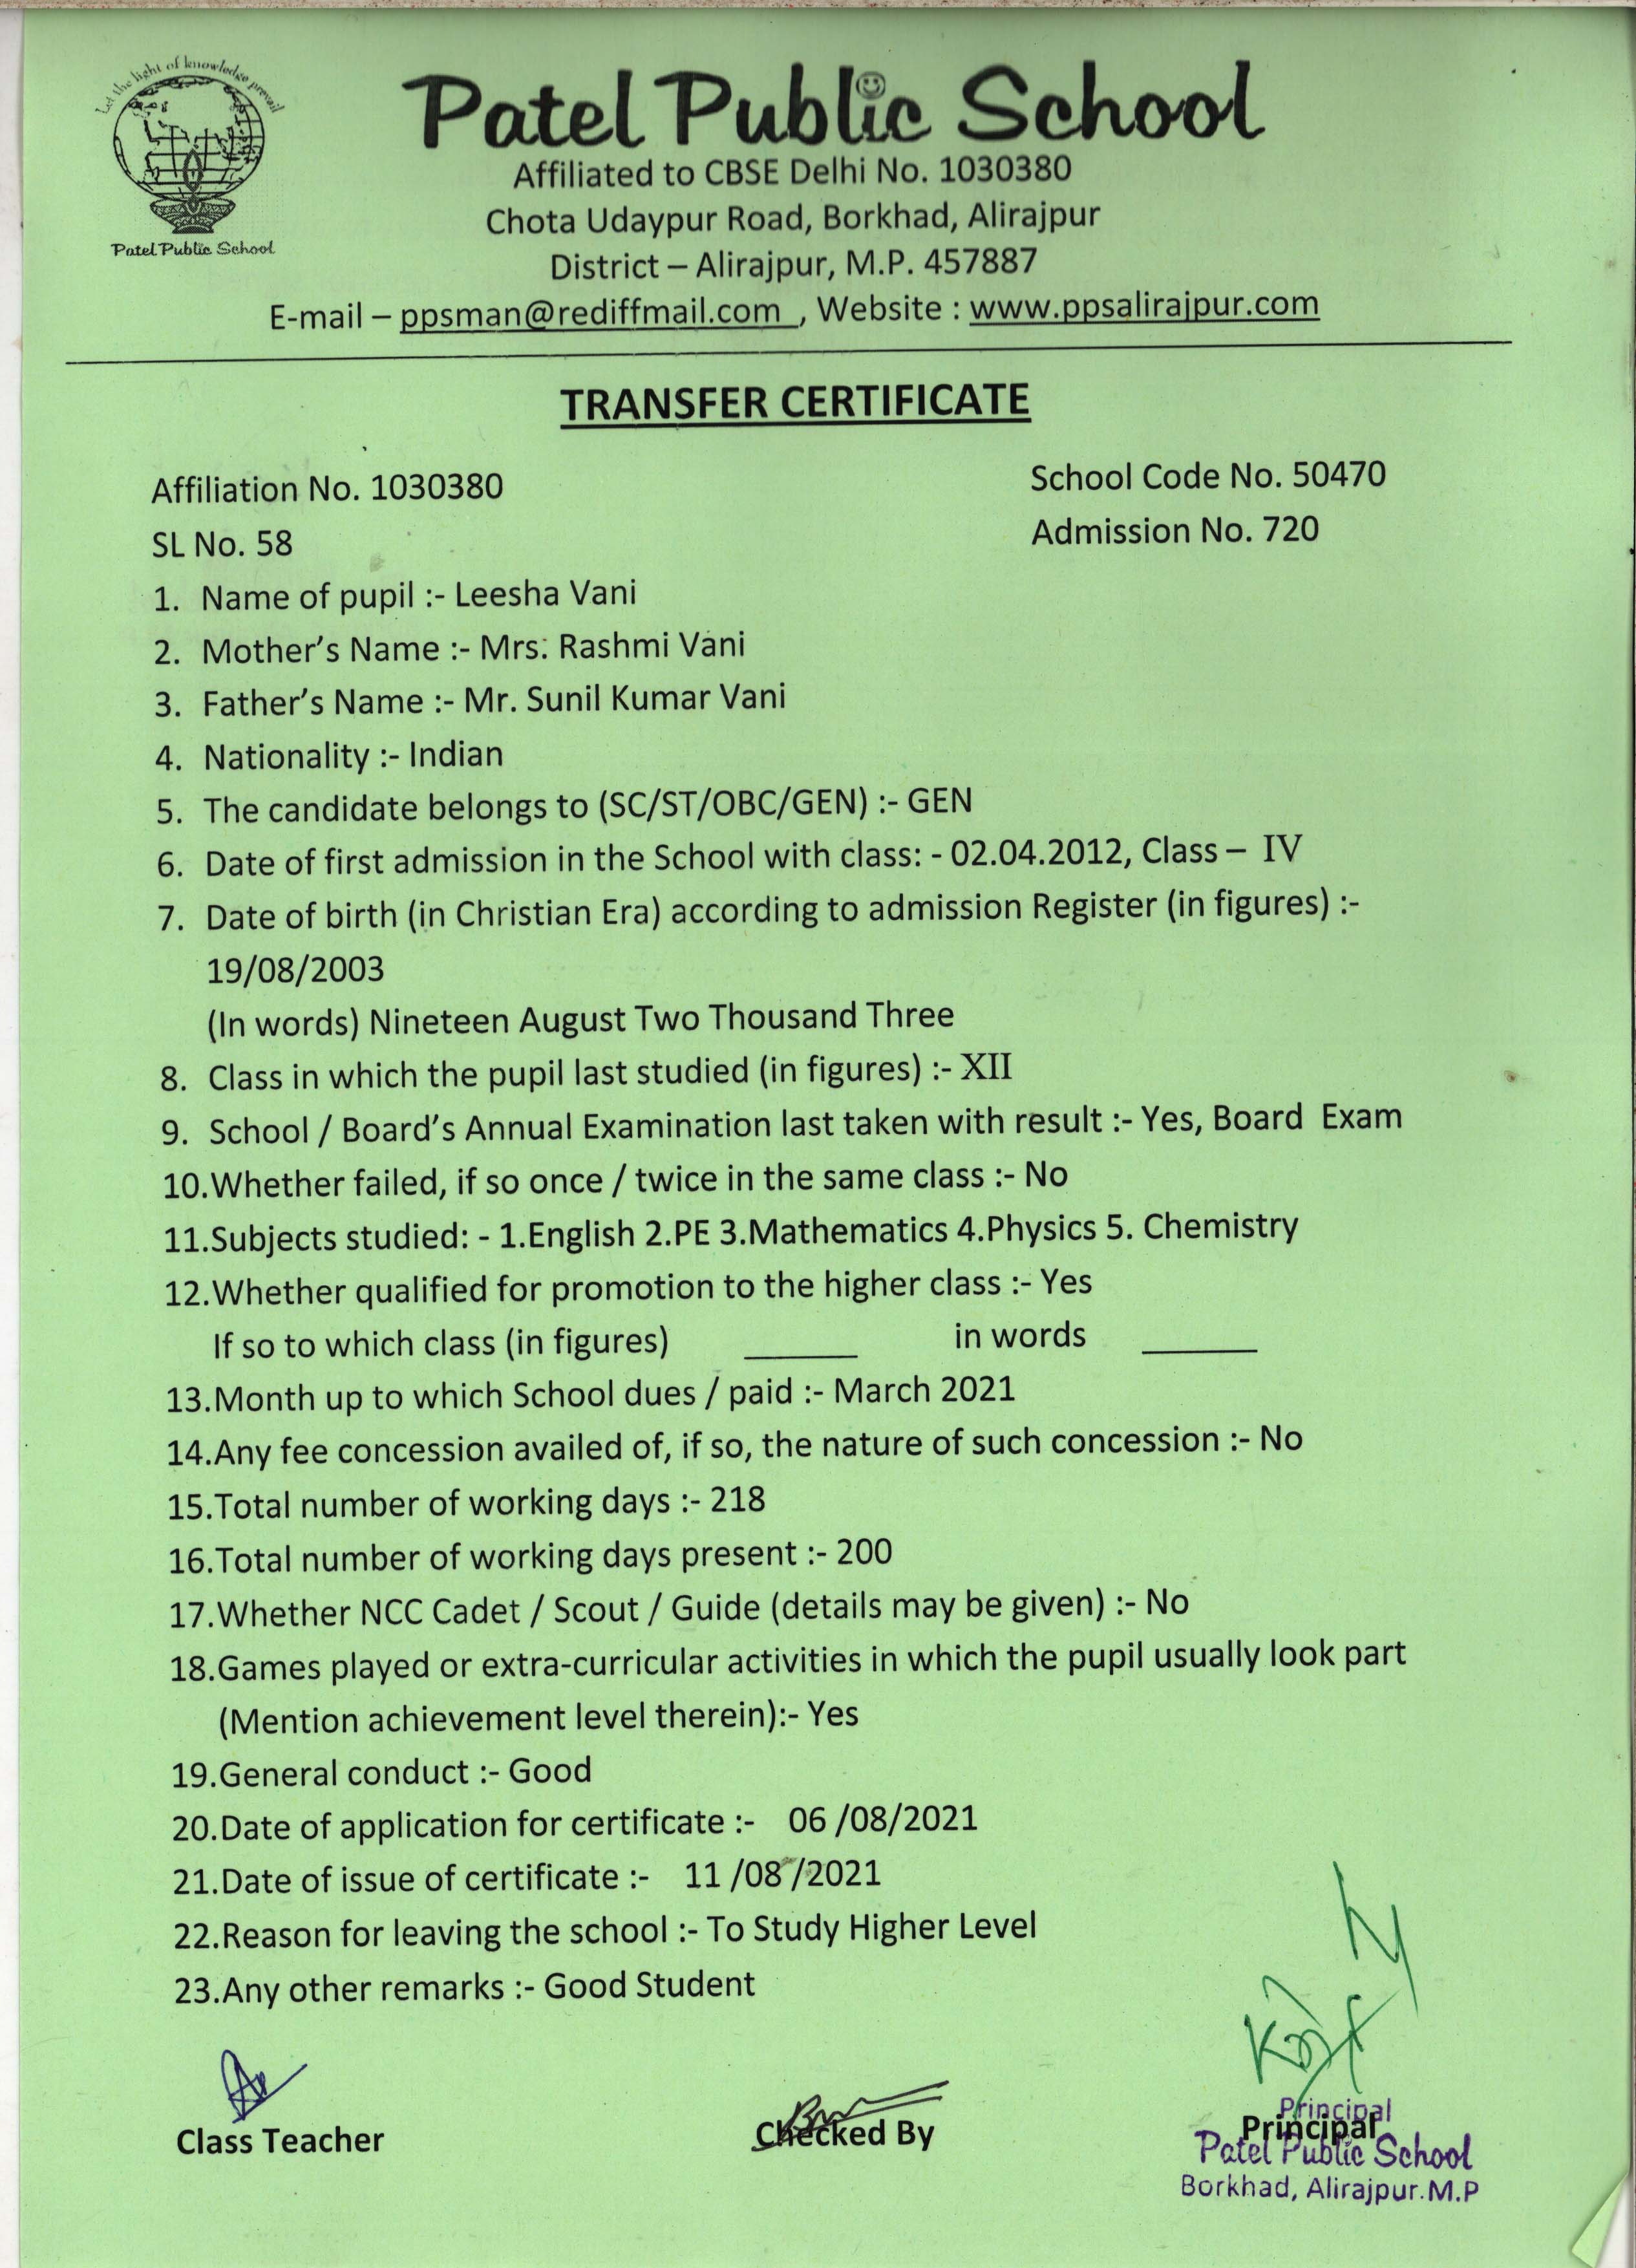 Let the light of knowledge prevail
Patel Public School
Patel Public School
Affiliated to CBSE Delhi No. 1030380
Chota Udaypur Road, Borkhad, Alirajpur
District – Alirajpur, M.P. 457887
E-mail – ppsman@rediffmail.com , Website : www.ppsalirajpur.com
TRANSFER CERTIFICATE
Affiliation No. 1030380 School Code No. 50470
SL No. 58 Admission No. 720
1. Name of pupil :- Leesha Vani
2. Mother’s Name :- Mrs. Rashmi Vani
3. Father’s Name :- Mr. Sunil Kumar Vani
4. Nationality :- Indian
5. The candidate belongs to (SC/ST/OBC/GEN) :- GEN
6. Date of first admission in the School with class: - 02.04.2012, Class – IV
7. Date of birth (in Christian Era) according to admission Register (in figures) :-
19/08/2003
(In words) Nineteen August Two Thousand Three
8. Class in which the pupil last studied (in figures) :- XII
9. School / Board’s Annual Examination last taken with result :- Yes, Board Exam
10.Whether failed, if so once / twice in the same class :- No
11.Subjects studied: - 1.English 2.PE 3.Mathematics 4.Physics 5. Chemistry
12.Whether qualified for promotion to the higher class :- Yes
If so to which class (in figures) ______ in words ______
13.Month up to which School dues / paid :- March 2021
14.Any fee concession availed of, if so, the nature of such concession :- No
15.Total number of working days :- 218
16.Total number of working days present :- 200
17.Whether NCC Cadet / Scout / Guide (details may be given) :- No
18.Games played or extra-curricular activities in which the pupil usually look part
(Mention achievement level therein):- Yes
19.General conduct :- Good
20.Date of application for certificate :- 06 /08/2021
21.Date of issue of certificate :- 11 /08 /2021
22.Reason for leaving the school :- To Study Higher Level
23.Any other remarks :- Good Student
Class Teacher Checked By Principal
Principal
Patel Public School
Borkhad, Alirajpur.M.P